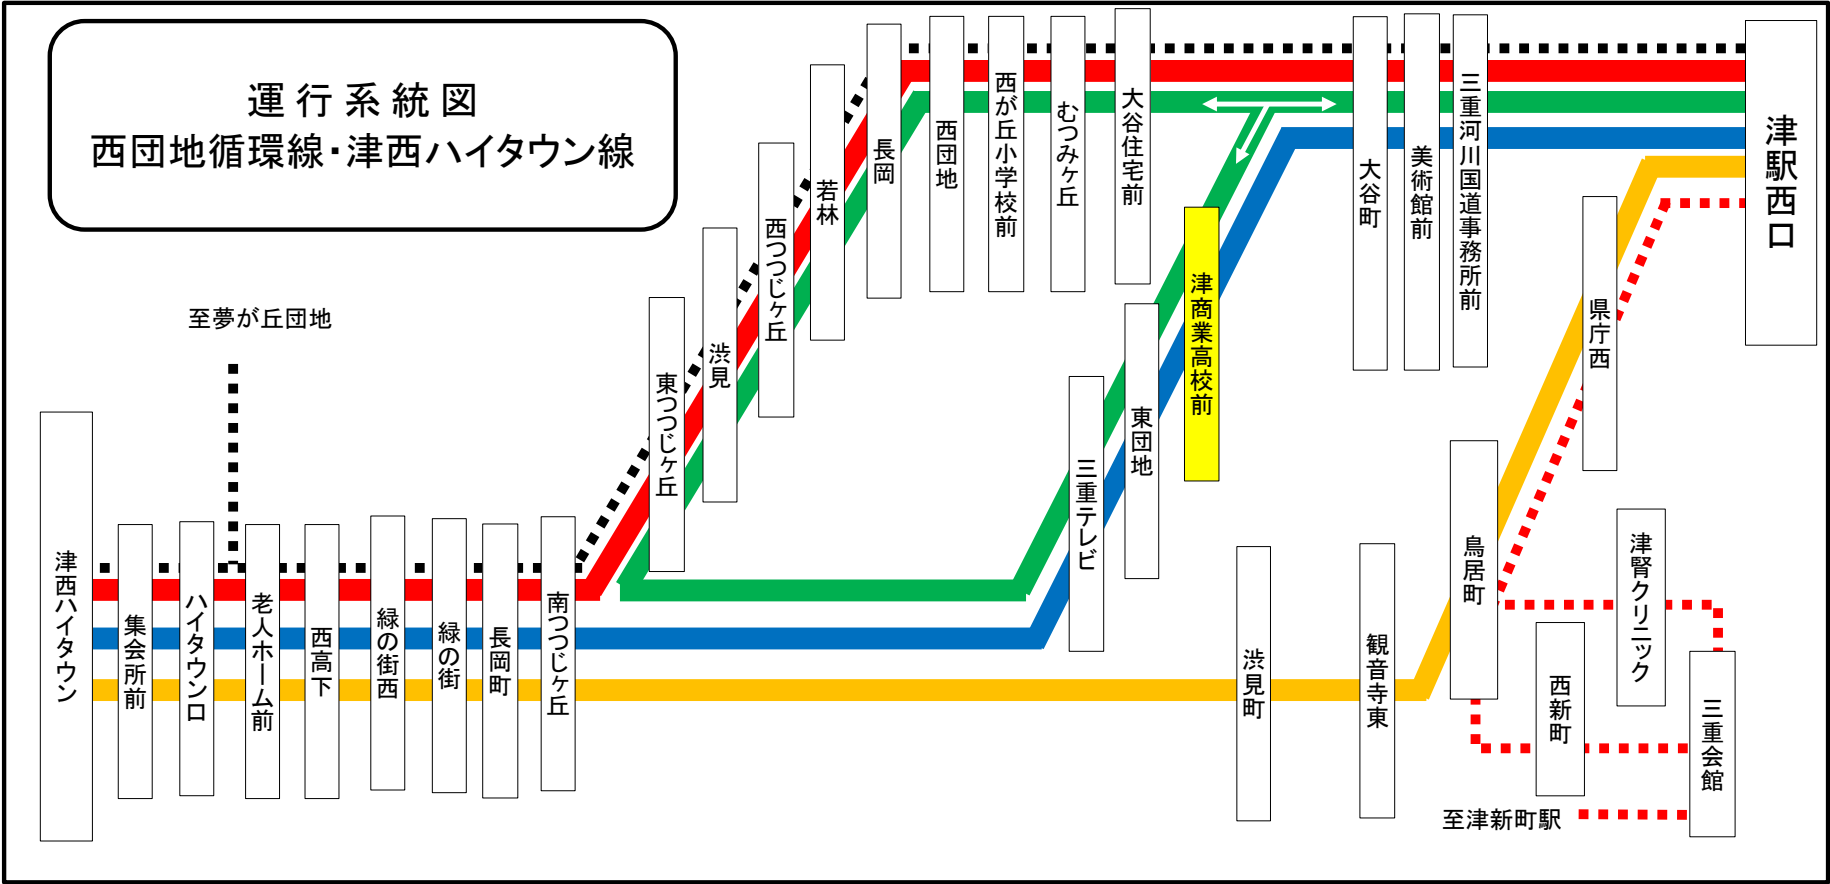 運行系統図
西団地循環線・津西ハイタウン線
至夢が丘団地
津西ハイタウン
集会所前
ハイタウン口
老人ホーム前
西高下
緑の街西
緑の街
長岡町
南つつじヶ丘
東つつじヶ丘
渋見
西つつじヶ丘
若林
長岡
西団地
西が丘小学校前
むつみヶ丘
大谷住宅前
三重テレビ
東団地
津商業高校前
大谷町
美術館前
三重河川国道事務所前
津駅西口
県庁西
鳥居町
渋見町
観音寺東
津腎クリニック
西新町
三重会館
至津新町駅